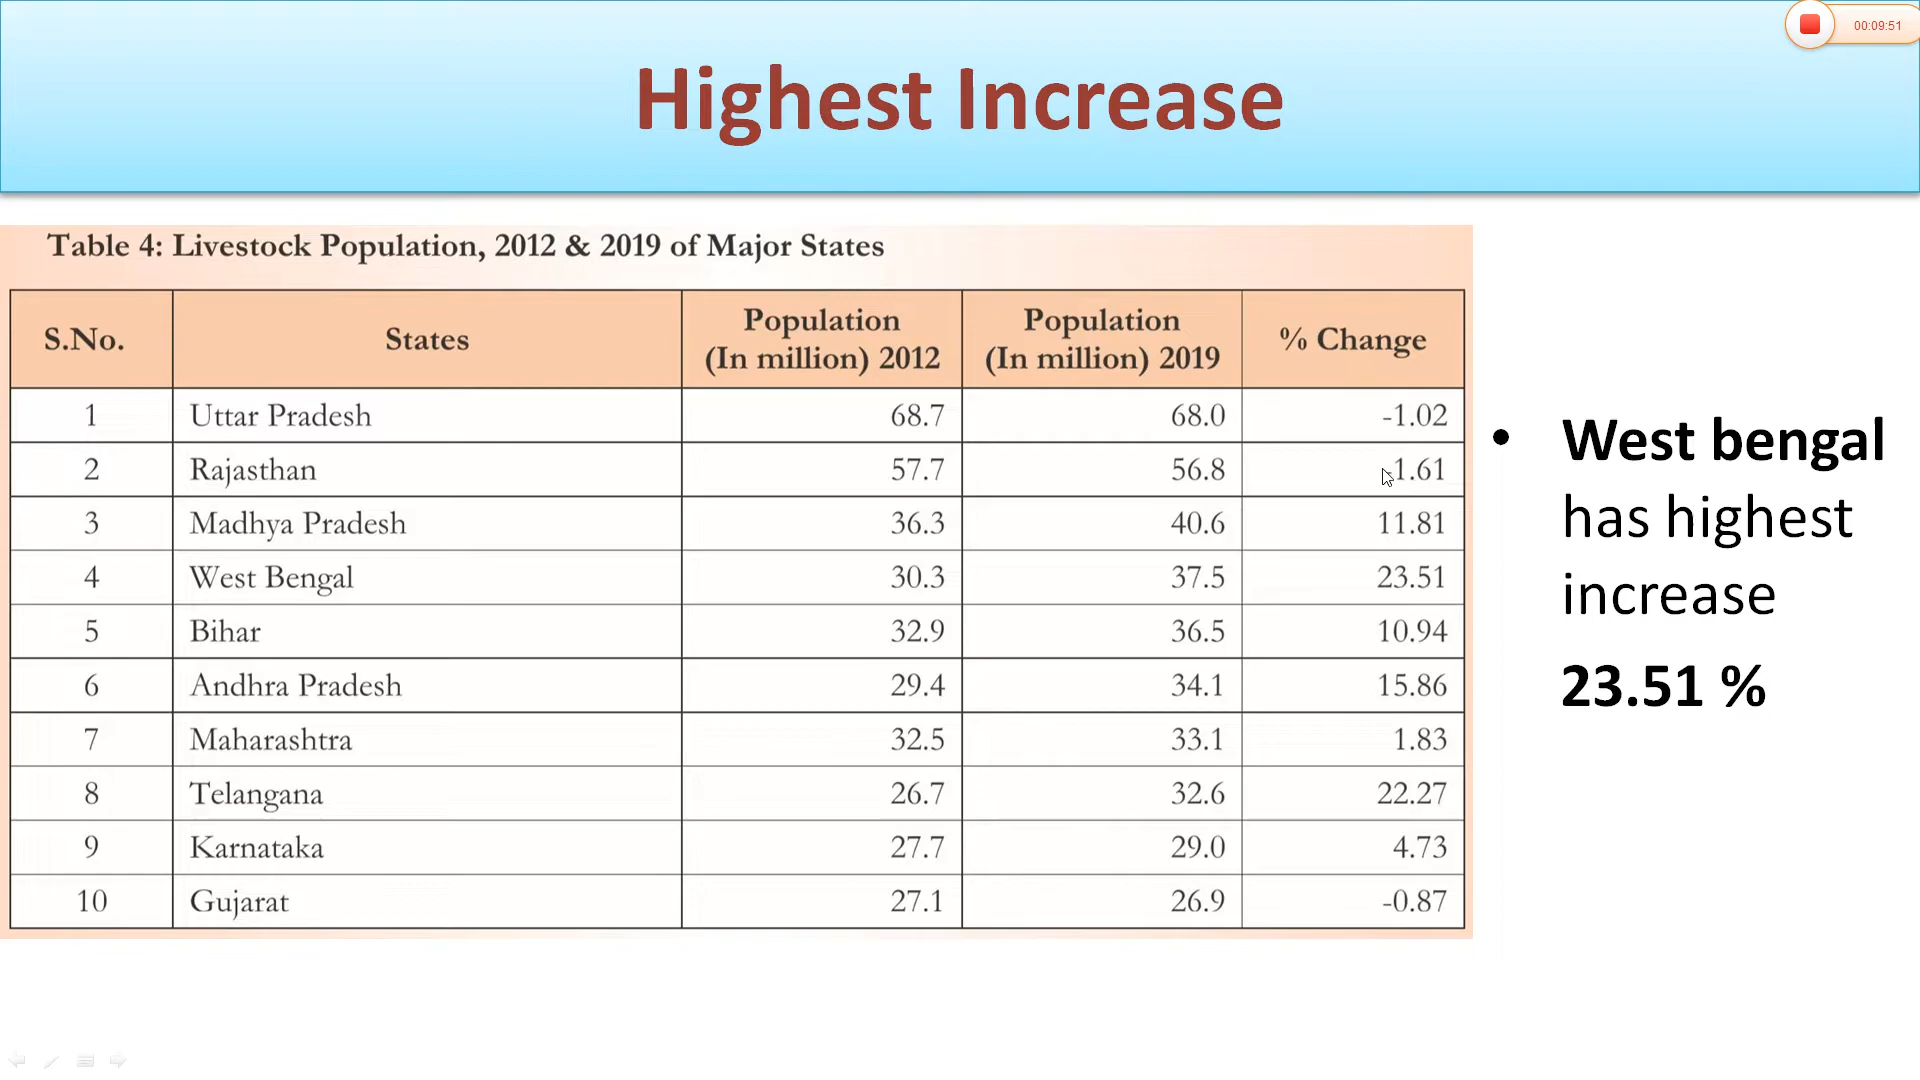 00:09:51
Highest Increase
Table 4: Livestock Population, 2012 & 2019 of Major States
S.No. States Population (In million) 2012 Population (In million) 2019 % Change
1 Uttar Pradesh 68.7 68.0 -1.02
2 Rajasthan 57.7 56.8 -1.61
3 Madhya Pradesh 36.3 40.6 11.81
4 West Bengal 30.3 37.5 23.51
5 Bihar 32.9 36.5 10.94
6 Andhra Pradesh 29.4 34.1 15.86
7 Maharashtra 32.5 33.1 1.83
8 Telangana 26.7 32.6 22.27
9 Karnataka 27.7 29.0 4.73
10 Gujarat 27.1 26.9 -0.87
• West bengal
has highest
increase
23.51 %